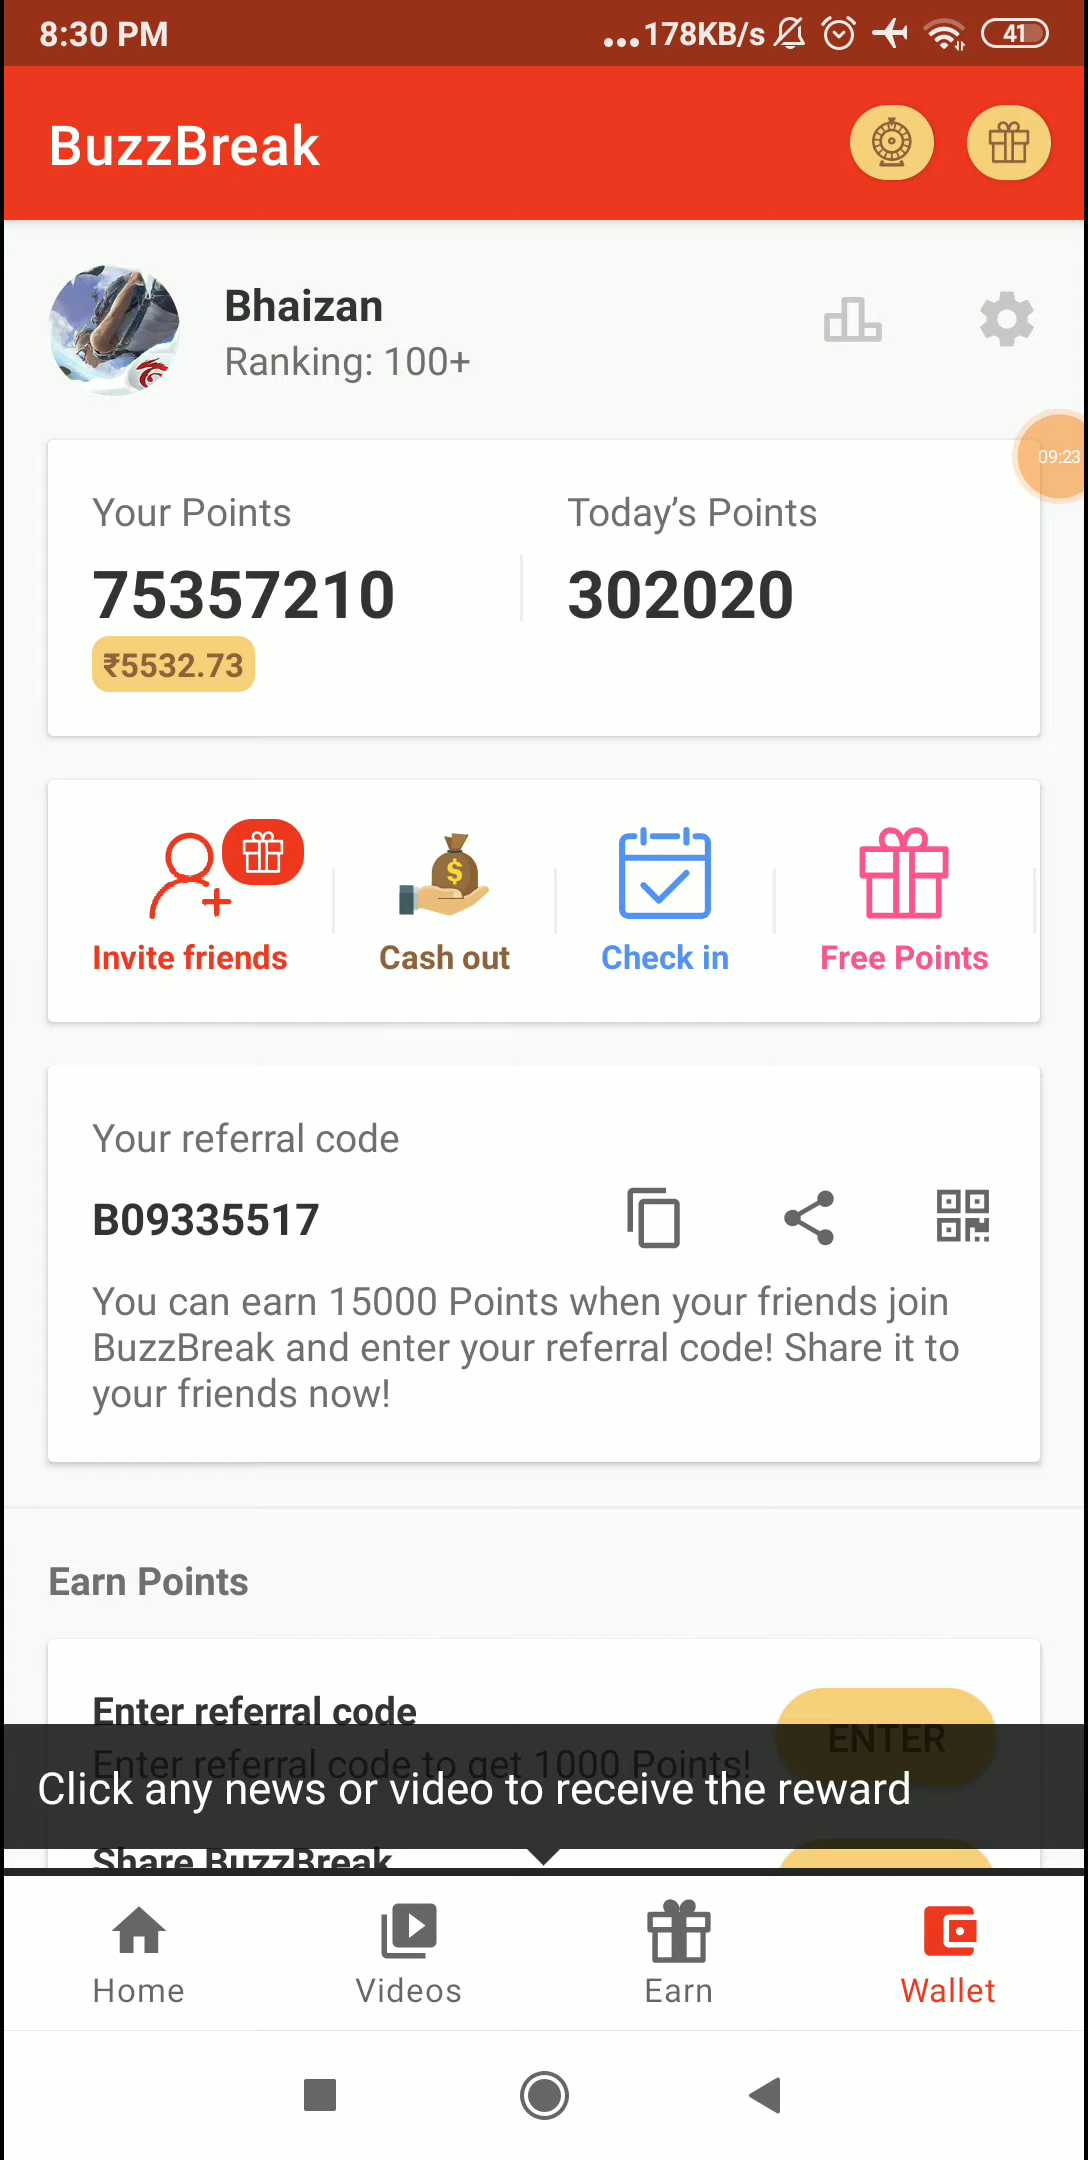 8:30 PM
...178KB/s
41
BuzzBreak
Bhaizan
Ranking: 100+
09:23
Your Points
Today's Points
75357210
302020
₹5532.73
Invite friends
Cash out
Check in
Free Points
Your referral code
B09335517
You can earn 15000 Points when your friends join
BuzzBreak and enter your referral code! Share it to
your friends now!
Earn Points
Enter referral code
ENTER
Enter referral code to get 1000 Points!
Click any news or video to receive the reward
Share BuzzBreak
Home
Videos
Earn
Wallet